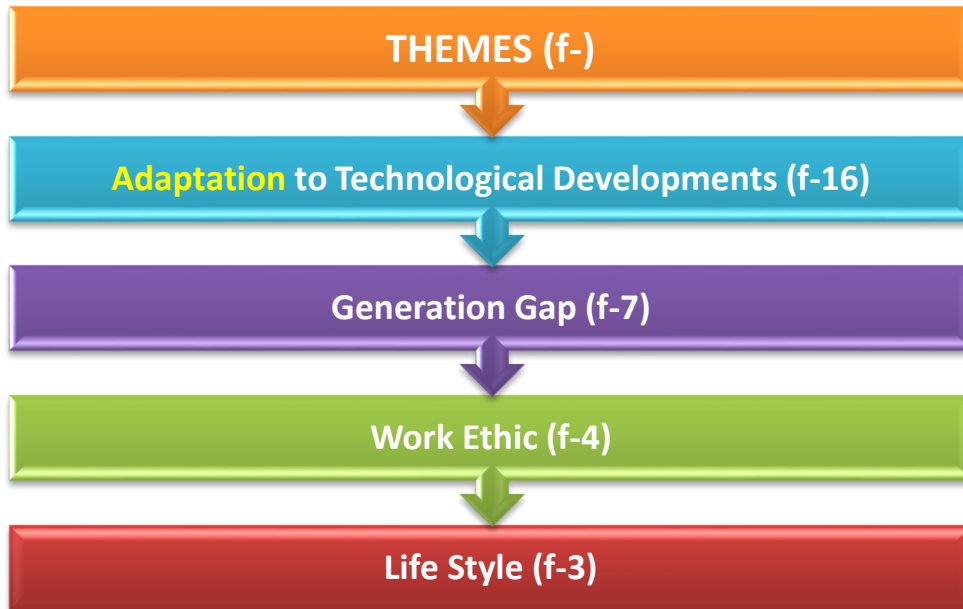 THEMES (f-)
Adaptation to Technological Developments (f-16)
Generation Gap (f-7)
Work Ethic (f-4)
Life Style (f-3)